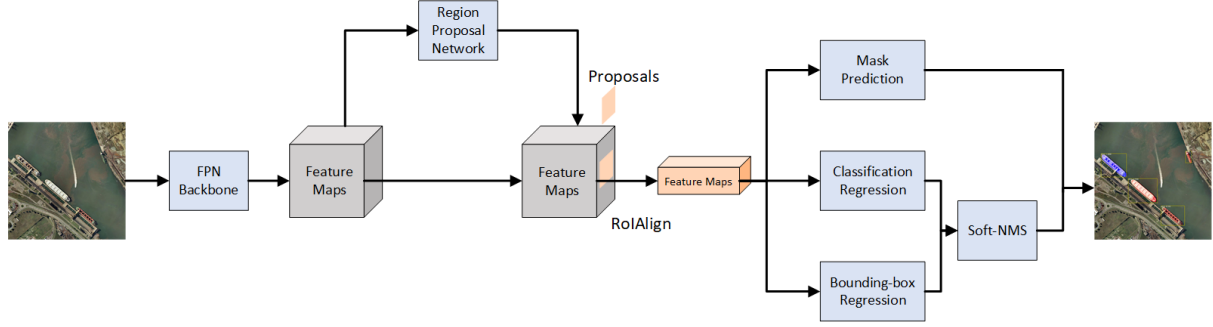 FPN
Backbone
Feature
Maps
Region
Proposal
Network
Proposals
Feature
Maps
RoIAlign
Feature Maps
Mask
Prediction
Classification
Regression
Bounding-box
Regression
Soft-NMS